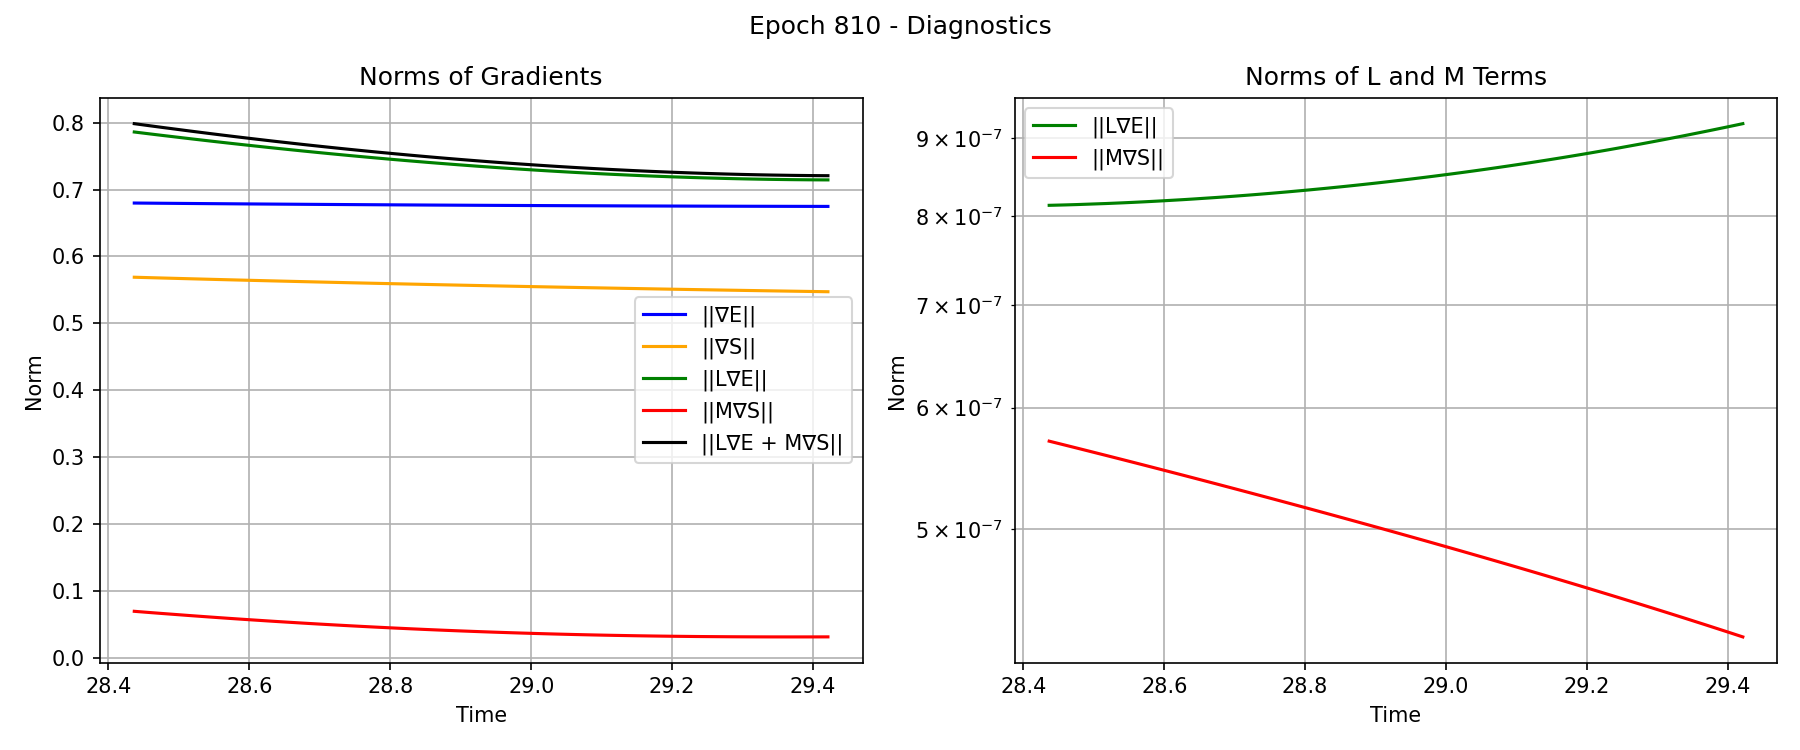 Epoch 810 - Diagnostics
Norms of Gradients
Norm
0.8
0.7
0.6
0.5
0.4
0.3
0.2
0.1
0.0
||∇E||
||∇S||
||L∇E||
||M∇S||
||L∇E + M∇S||
28.4 28.6 28.8 29.0 29.2 29.4
Time
Norms of L and M Terms
Norm
9 × 10⁻⁷
8 × 10⁻⁷
7 × 10⁻⁷
6 × 10⁻⁷
5 × 10⁻⁷
||L∇E||
||M∇S||
28.4 28.6 28.8 29.0 29.2 29.4
Time